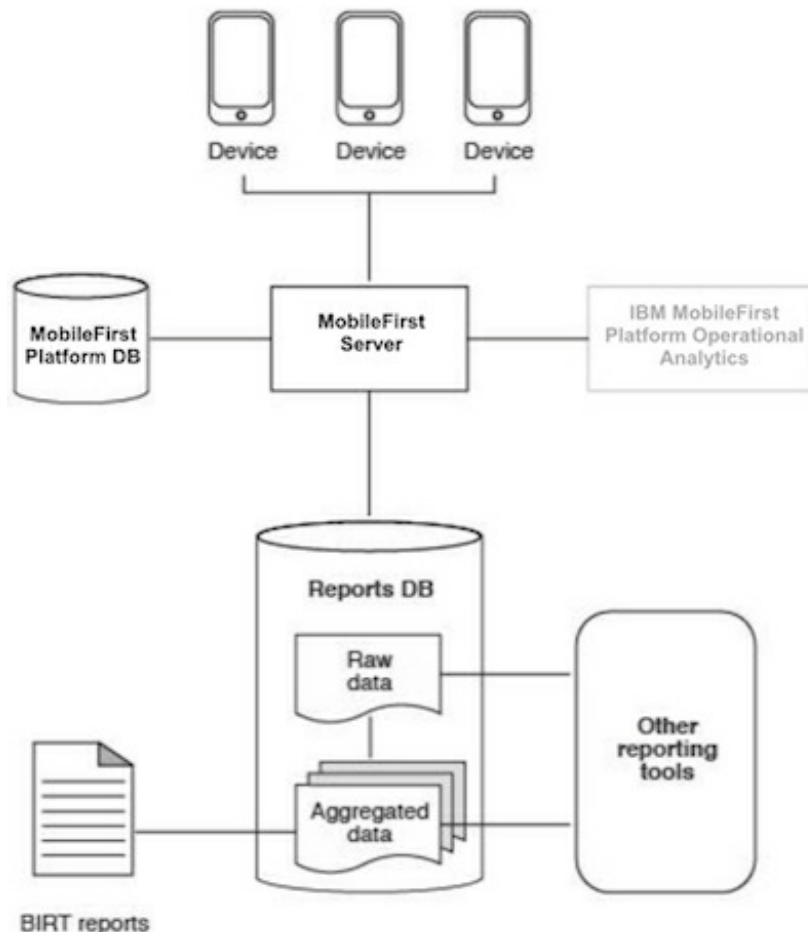 Device
Device
Device
MobileFirst
Platform DB
MobileFirst
Server
IBM MobileFirst
Platform Operational
Analytics
Reports DB
Raw
data
Other
reporting
tools
Aggregated
data
BIRT reports